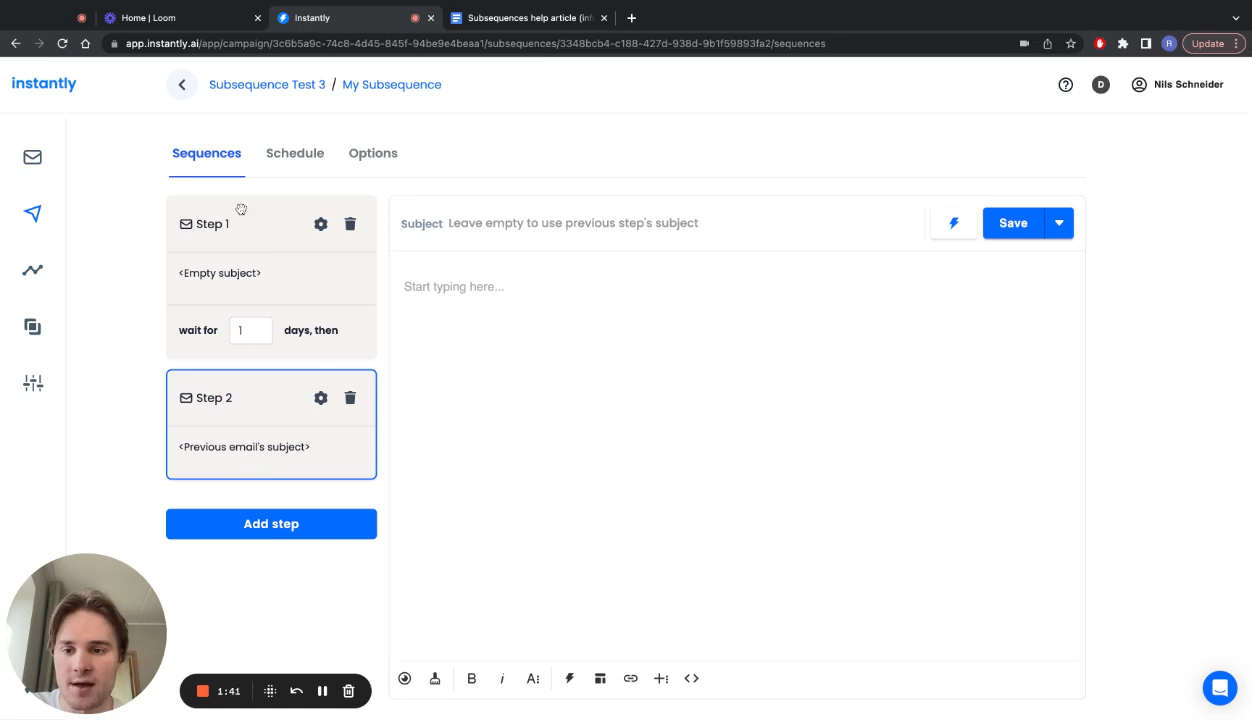 Home | Loom
Instantly
Subsequences help article (inf
app.instantly.ai/app/campaign/3c6b5a9c-74c8-4d45-845f-94be9e4beaa1/subsequences/3348bcb4-c188-427d-938d-9b1f59893fa2/sequences
R
Update
instantly
Subsequence Test 3 / My Subsequence
D
Nils Schneider
Sequences
Schedule
Options
Step 1
Subject Leave empty to use previous step's subject
Save
<Empty subject>
Start typing here...
wait for 1 days, then
Step 2
<Previous email's subject>
Add step
1:41
B i A